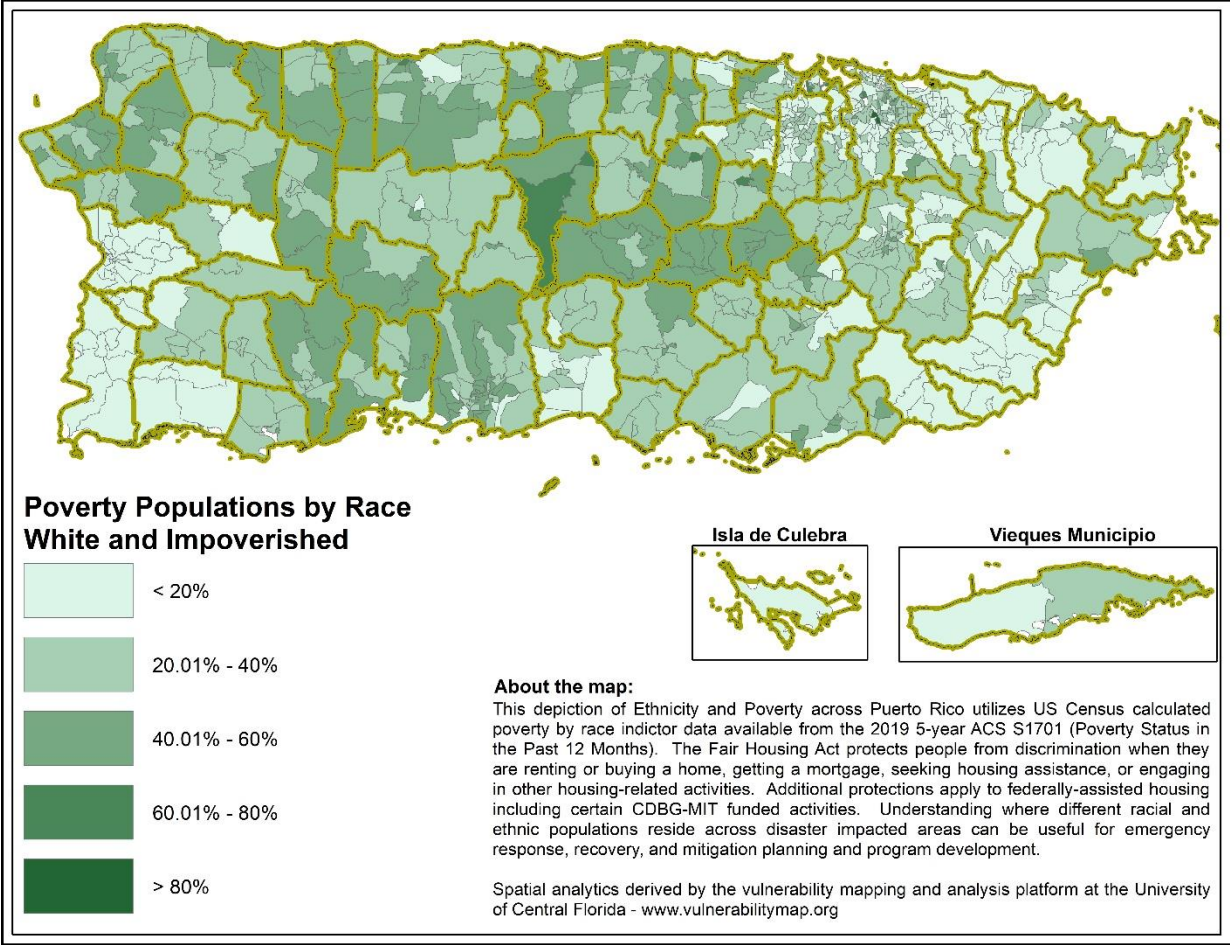 Poverty Populations by Race
White and Impoverished
< 20%
20.01% - 40%
40.01% - 60%
60.01% - 80%
> 80%
Isla de Culebra
Vieques Municipio
About the map:
This depiction of Ethnicity and Poverty across Puerto Rico utilizes US Census calculated
poverty by race indictor data available from the 2019 5-year ACS S1701 (Poverty Status in
the Past 12 Months). The Fair Housing Act protects people from discrimination when they
are renting or buying a home, getting a mortgage, seeking housing assistance, or engaging
in other housing-related activities. Additional protections apply to federally-assisted housing
including certain CDBG-MIT funded activities. Understanding where different racial and
ethnic populations reside across disaster impacted areas can be useful for emergency
response, recovery, and mitigation planning and program development.
Spatial analytics derived by the vulnerability mapping and analysis platform at the University
of Central Florida - www.vulnerabilitymap.org